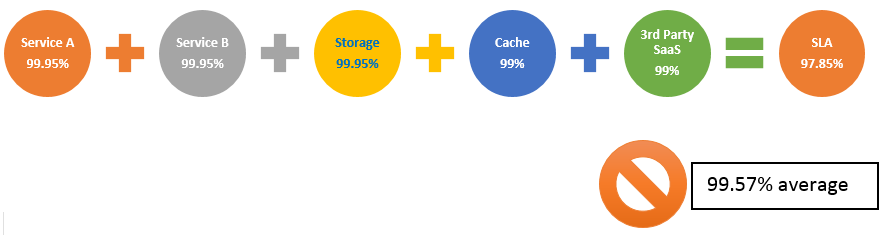 Service A
99.95%
Service B
99.95%
Storage
99.95%
Cache
99%
3rd Party
SaaS
99%
SLA
97.85%
99.57% average